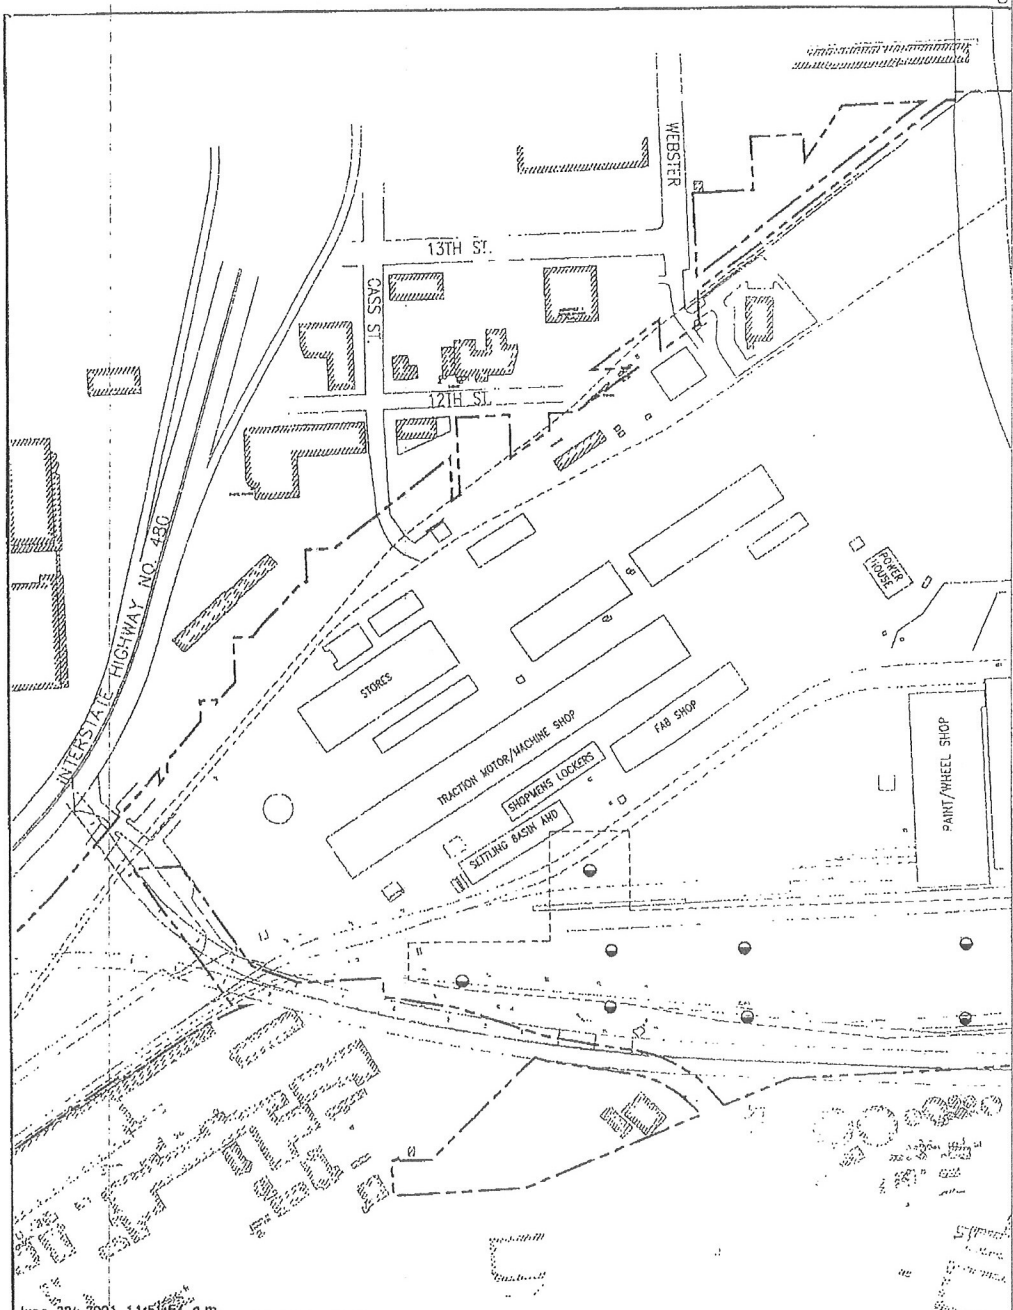 WEBSTER
13TH ST.
CASS ST.
12TH ST.
INTERSTATE HIGHWAY NO. 480
POWER
HOUSE
STORES
TRACTION MOTOR/MACHINE SHOP
FAB SHOP
SHOPMENS LOCKERS
SETTLING BASIN AND
PAINT/WHEEL SHOP